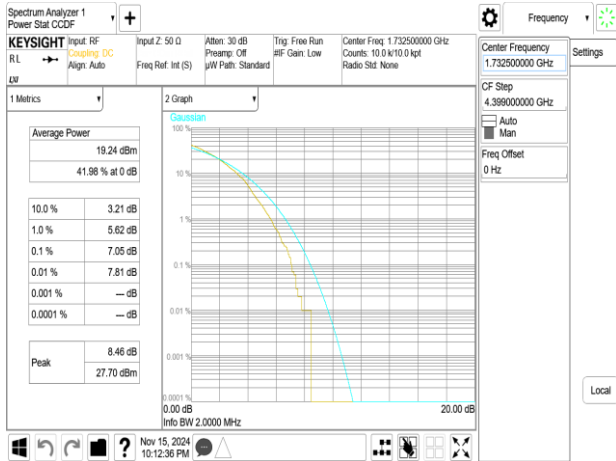 Spectrum Analyzer 1
Power Stat CCDF
+
Frequency
KEYSIGHT
RL
LXI
Input: RF
Coupling: DC
Align: Auto
Input Z: 50 Ω
Freq Ref: Int (S)
Atten: 30 dB
Preamp: Off
µW Path: Standard
Trig: Free Run
#IF Gain: Low
Center Freq: 1.732500000 GHz
Counts: 10.0 k/10.0 kpt
Radio Std: None
Center Frequency
1.732500000 GHz
Settings
CF Step
4.399000000 GHz
Auto
Man
Freq Offset
0 Hz
Local
1 Metrics
Average Power
19.24 dBm
41.98 % at 0 dB
10.0 % 3.21 dB
1.0 % 5.62 dB
0.1 % 7.05 dB
0.01 % 7.81 dB
0.001 % --- dB
0.0001 % --- dB
Peak
8.46 dB
27.70 dBm
2 Graph
Gaussian
100 %
10 %
1 %
0.1 %
0.01 %
0.001 %
0.0001 %
0.00 dB 20.00 dB
Info BW 2.0000 MHz
?
Nov 15, 2024
10:12:36 PM